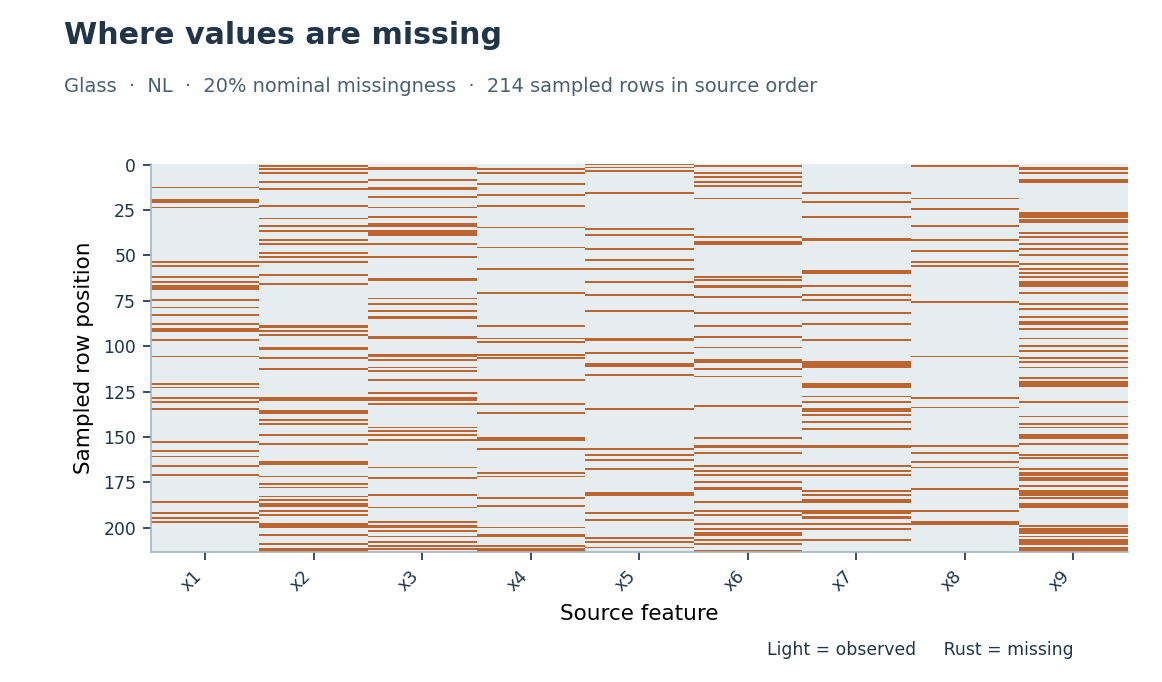 Where values are missing
Glass · NL · 20% nominal missingness · 214 sampled rows in source order
Sampled row position
0
25
50
75
100
125
150
175
200
x1 x2 x3 x4 x5 x6 x7 x8 x9
Source feature
Light = observed Rust = missing